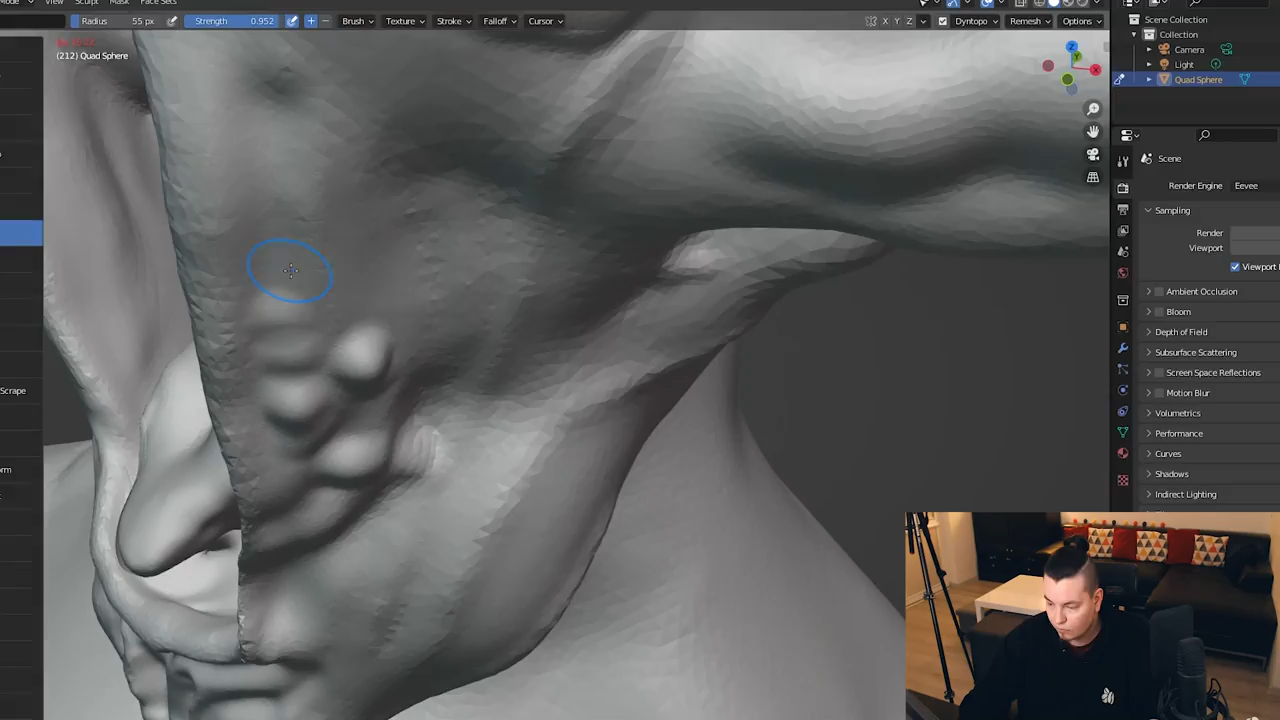 View Sculpt Mask Face Sets
Radius 55 px Strength 0.952 Brush Texture Stroke Falloff Cursor X Y Z Dyntopo Remesh Options
(212) Quad Sphere
Z
Y
X
Scrape
Scene Collection
Collection
Camera
Light
Quad Sphere
Scene
Render Engine Eevee
Sampling
Render
Viewport
Viewport
Ambient Occlusion
Bloom
Depth of Field
Subsurface Scattering
Screen Space Reflections
Motion Blur
Volumetrics
Performance
Curves
Shadows
Indirect Lighting